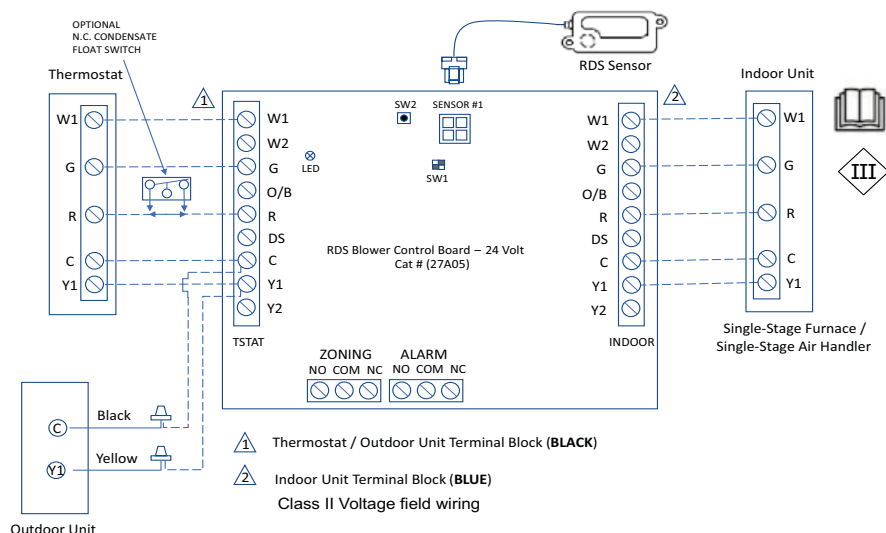 OPTIONAL
N.C. CONDENSATE
FLOAT SWITCH
Thermostat
W1
G
R
C
Y1
1
W1
W2
G
O/B
R
DS
C
Y1
Y2
TSTAT
LED
SW2
SENSOR #1
SW1
RDS Sensor
RDS Blower Control Board – 24 Volt
Cat # (27A05)
ZONING
NO COM NC
ALARM
NO COM NC
2
W1
W2
G
O/B
R
DS
C
Y1
Y2
INDOOR
Indoor Unit
W1
G
R
C
Y1
Single-Stage Furnace /
Single-Stage Air Handler
III
C
Black
Y1
Yellow
Outdoor Unit
1 Thermostat / Outdoor Unit Terminal Block (BLACK)
2 Indoor Unit Terminal Block (BLUE)
Class II Voltage field wiring